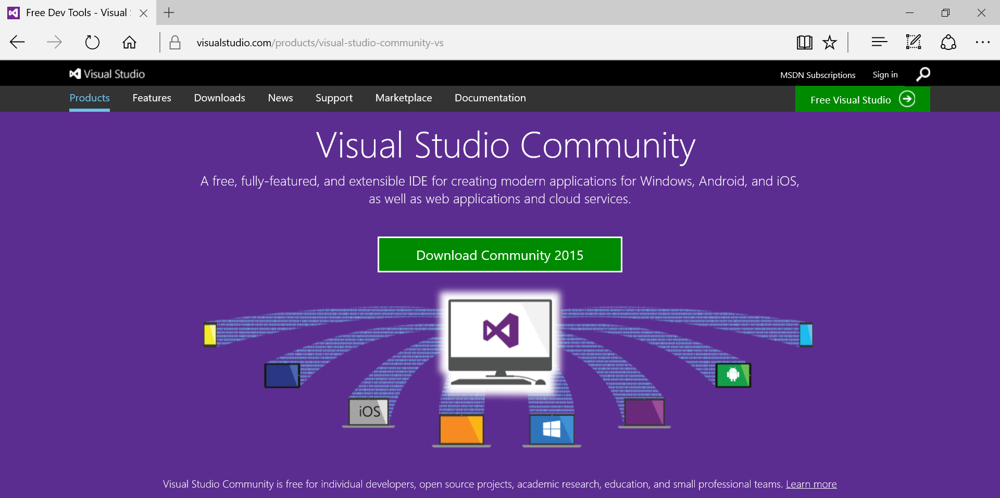 Free Dev Tools - Visual
visualstudio.com/products/visual-studio-community-vs
Visual Studio
MSDN Subscriptions Sign in
Products Features Downloads News Support Marketplace Documentation
Free Visual Studio
Visual Studio Community
A free, fully-featured, and extensible IDE for creating modern applications for Windows, Android, and iOS,
as well as web applications and cloud services.
Download Community 2015
iOS
Visual Studio Community is free for individual developers, open source projects, academic research, education, and small professional teams. Learn more